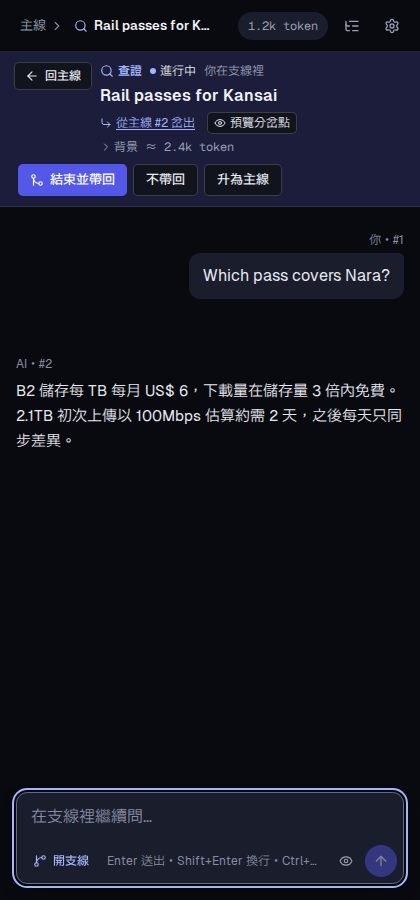 主線
Rail passes for K…
1.2k token
回主線
查證
進行中
你在支線裡
Rail passes for Kansai
從主線 #2 岔出
預覽分岔點
背景 ≈ 2.4k token
結束並帶回
不帶回
升為主線
你・#1
Which pass covers Nara?
AI・#2
B2 儲存每 TB 每月 US$ 6，下載量在儲存量 3 倍內免費。
2.1TB 初次上傳以 100Mbps 估算約需 2 天，之後每天只同
步差異。
在支線裡繼續問…
開支線
Enter 送出・Shift+Enter 換行・Ctrl+…